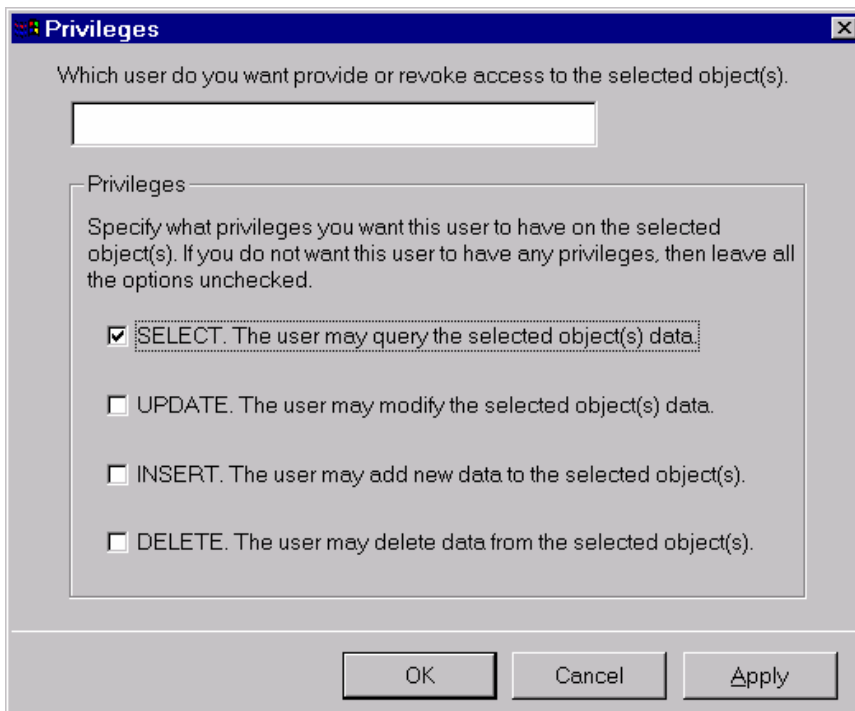 Privileges
Which user do you want provide or revoke access to the selected object(s).
Privileges
Specify what privileges you want this user to have on the selected
object(s). If you do not want this user to have any privileges, then leave all
the options unchecked.
SELECT. The user may query the selected object(s) data.
UPDATE. The user may modify the selected object(s) data.
INSERT. The user may add new data to the selected object(s).
DELETE. The user may delete data from the selected object(s).
OK
Cancel
Apply